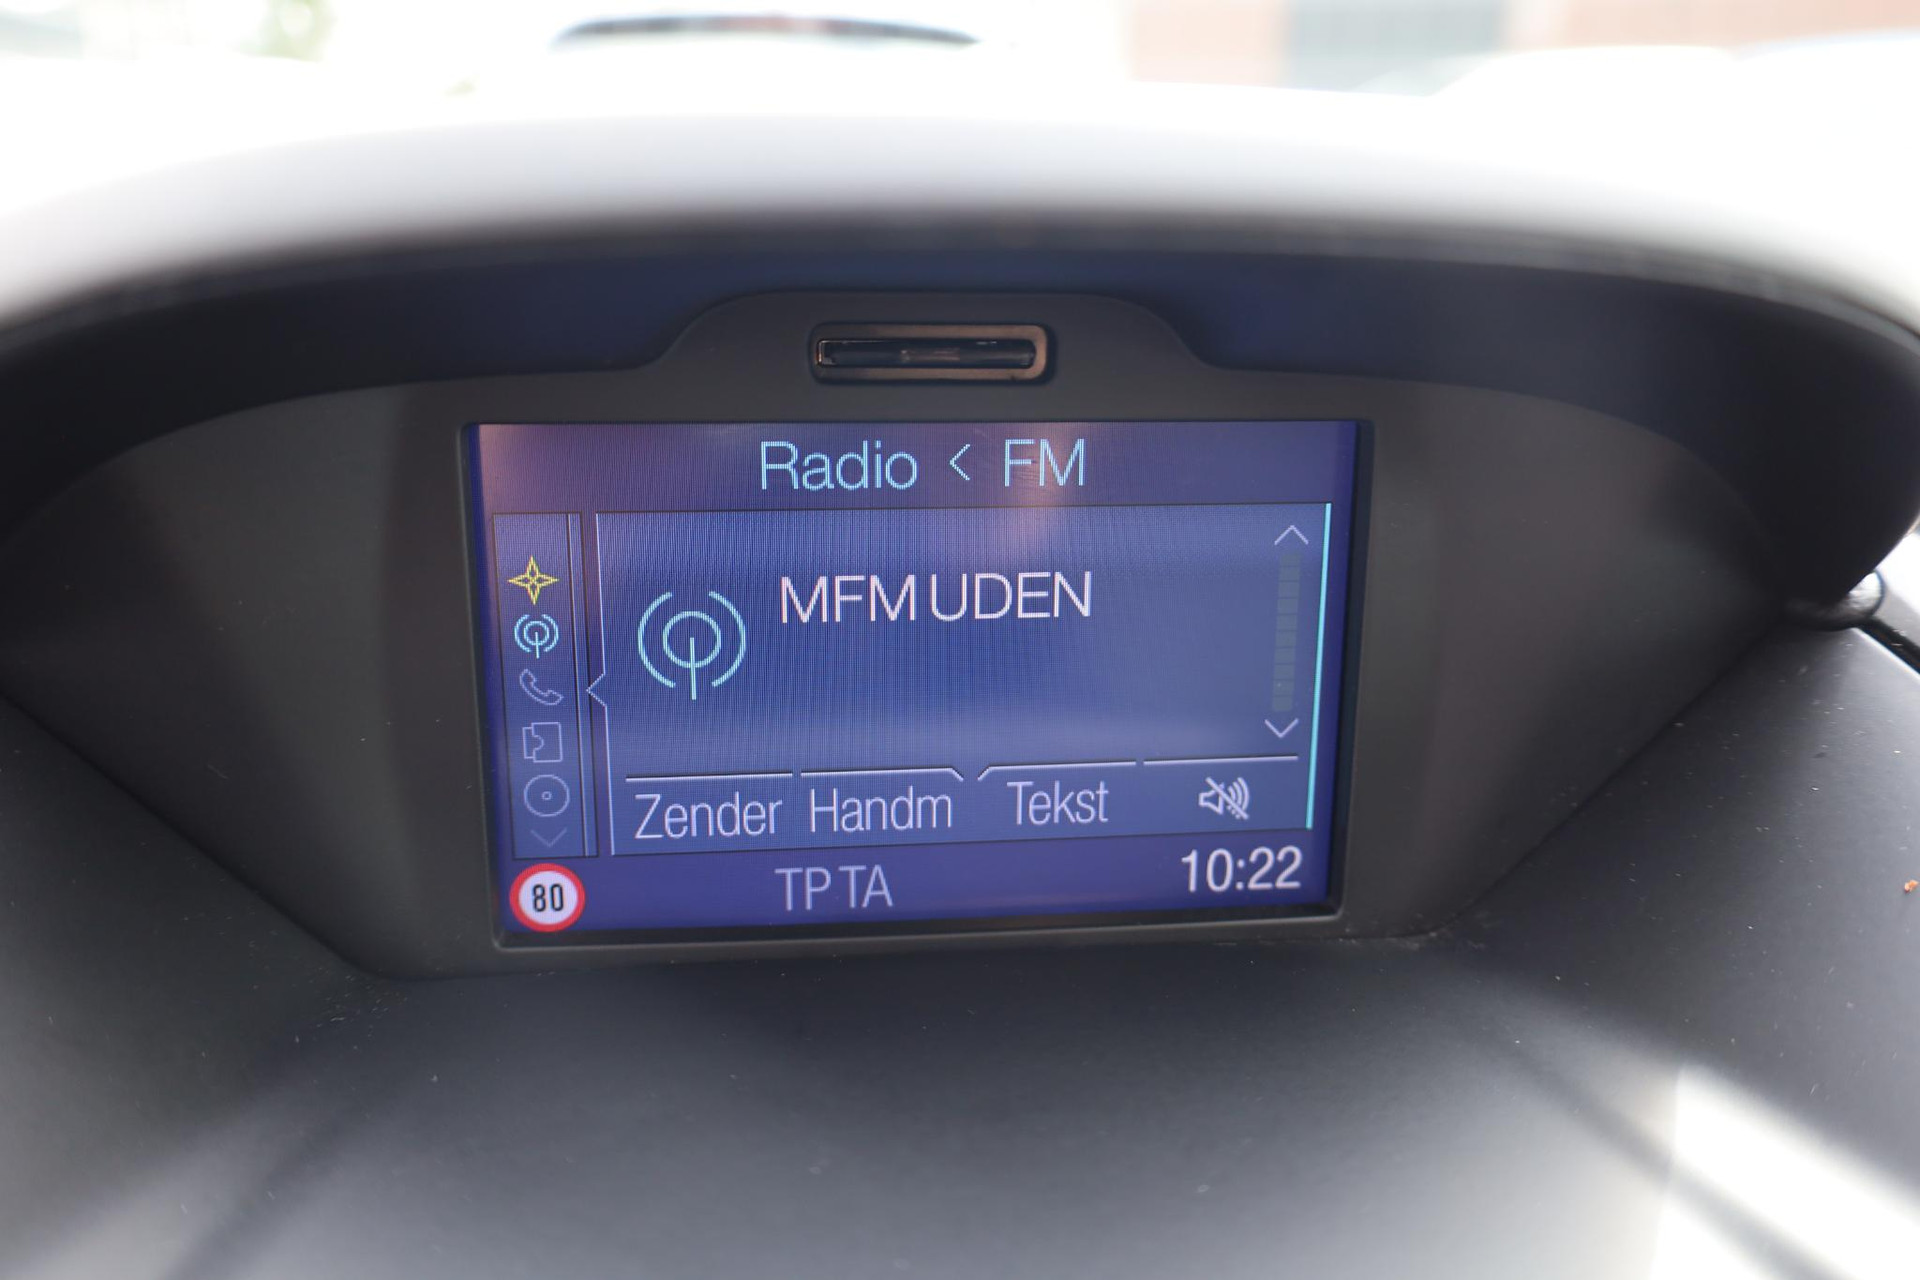 Radio < FM
MFM UDEN
Zender Handm Tekst
80 TP TA 10:22